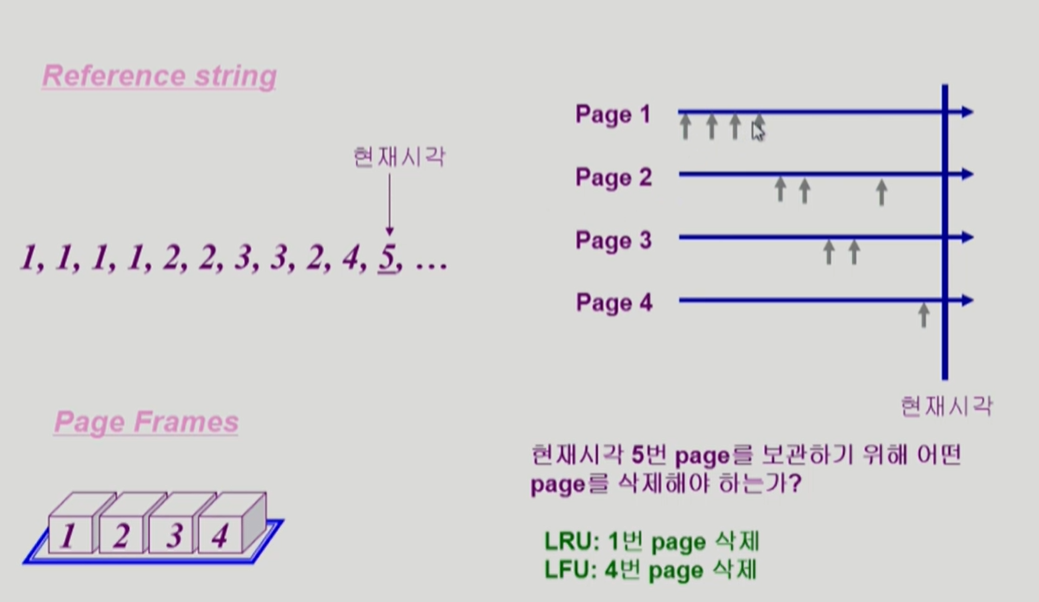 Reference string
현재시각
1, 1, 1, 1, 2, 2, 3, 3, 2, 4, 5, ...
Page Frames
1 2 3 4
Page 1
Page 2
Page 3
Page 4
현재시각
현재시각 5번 page를 보관하기 위해 어떤
page를 삭제해야 하는가?
LRU: 1번 page 삭제
LFU: 4번 page 삭제